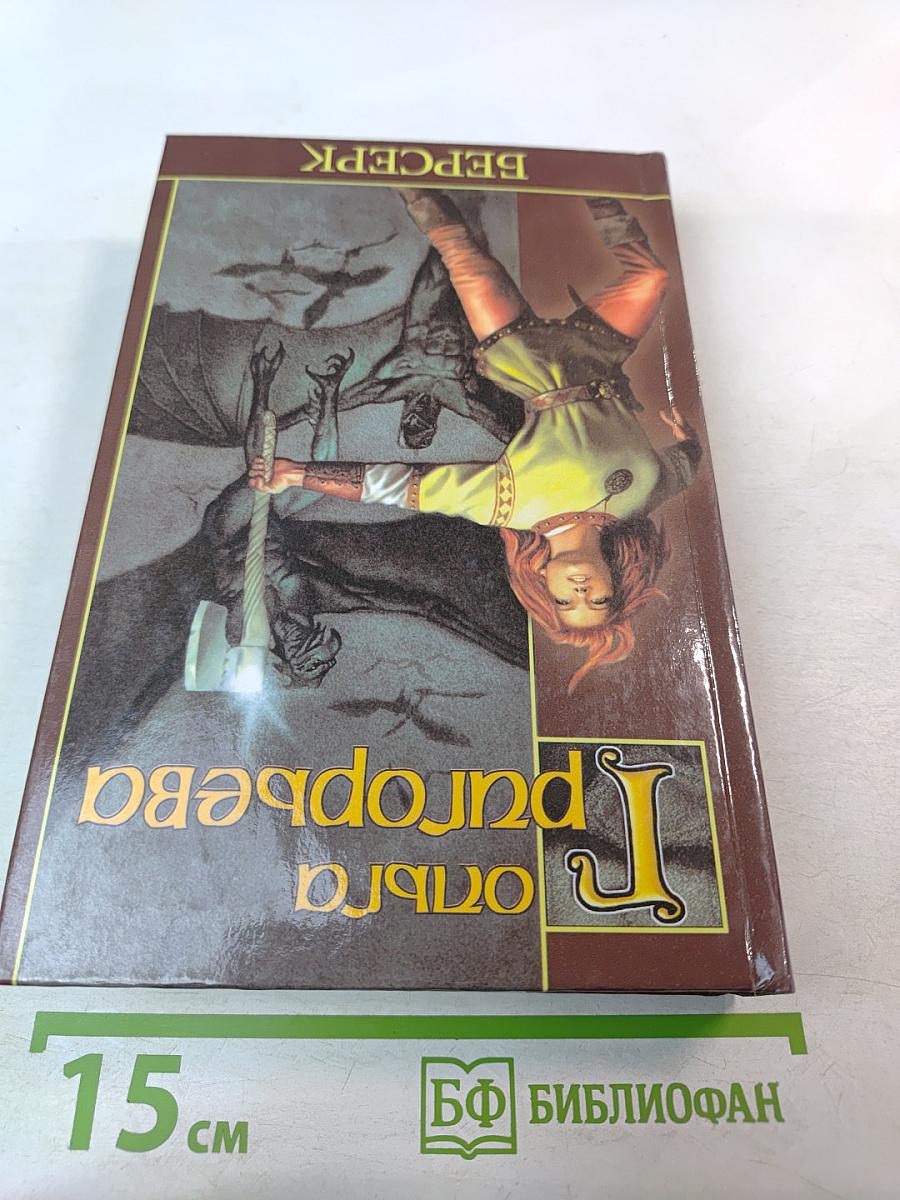 ольга
Григорьева
БЕРСЕРК
15 см
БФ БИБЛИОФАН